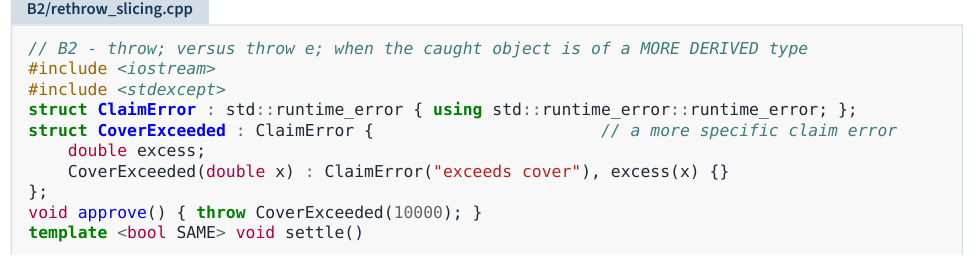 B2/rethrow_slicing.cpp
// B2 - throw; versus throw e; when the caught object is of a MORE DERIVED type
#include <iostream>
#include <stdexcept>
struct ClaimError : std::runtime_error { using std::runtime_error::runtime_error; };
struct CoverExceeded : ClaimError {                       // a more specific claim error
    double excess;
    CoverExceeded(double x) : ClaimError("exceeds cover"), excess(x) {}
};
void approve() { throw CoverExceeded(10000); }
template <bool SAME> void settle()